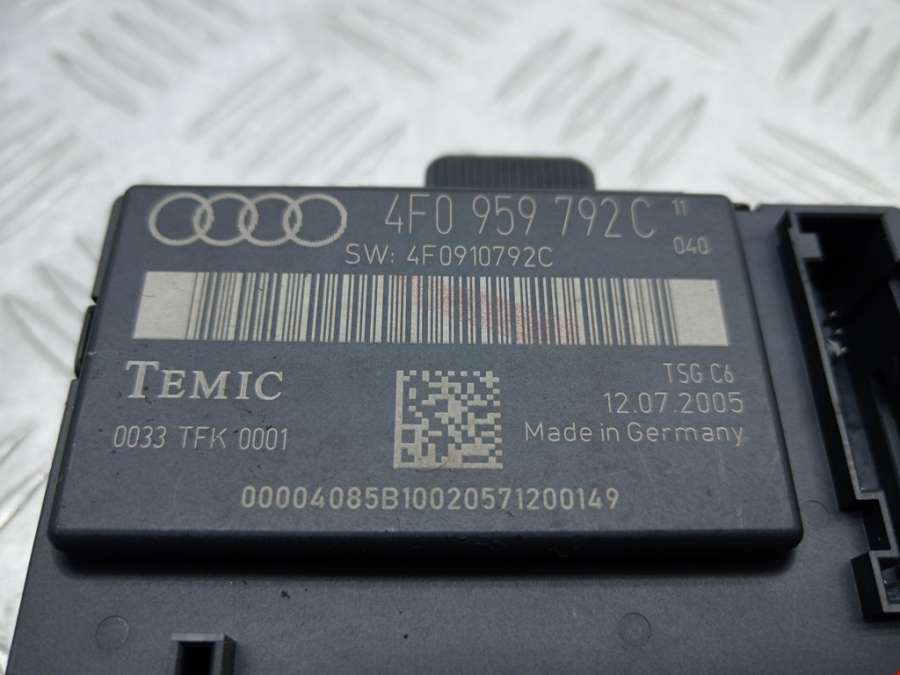 4F0 959 792C 11
040
SW: 4F0910792C
TEMIC
TSG C6
12.07.2005
0033 TFK 0001
Made in Germany
00004085B10020571200149